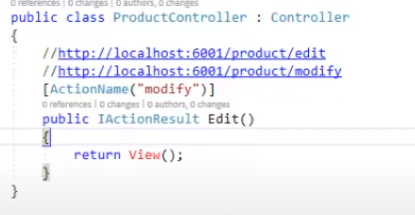 0 references | 0 changes | 0 authors, 0 changes
public class ProductController : Controller
{
//http://localhost:6001/product/edit
//http://localhost:6001/product/modify
[ActionName("modify")]
0 references | 0 changes | 0 authors, 0 changes
public IActionResult Edit()
{
return View();
}
}